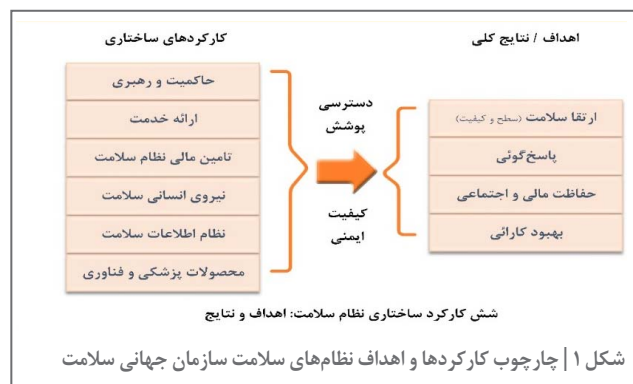 کارکردهای ساختاری
حاکمیت و رهبری
ارائه خدمت
تامین مالی نظام سلامت
نیروی انسانی سلامت
نظام اطلاعات سلامت
محصولات پزشکی و فناوری
دسترسی
پوشش
کیفیت
ایمنی
اهداف / نتایج کلی
ارتقا سلامت (سطح و کیفیت)
پاسخ‌گوئی
حفاظت مالی و اجتماعی
بهبود کارائی
شش کارکرد ساختاری نظام سلامت: اهداف و نتایج
شکل ۱ | چارچوب کارکردها و اهداف نظام‌های سلامت سازمان جهانی سلامت